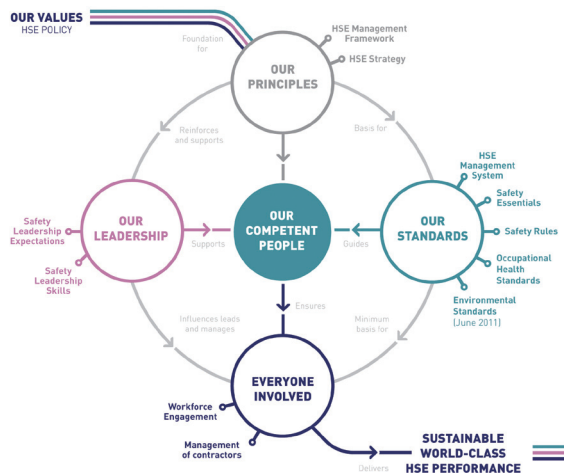 OUR VALUES
HSE POLICY
Foundation
for
HSE Management
Framework
HSE Strategy
OUR
PRINCIPLES
Reinforces
and supports
Basis for
HSE
Management
System
Safety
Essentials
Safety Rules
Occupational
Health
Standards
Environmental
Standards
(June 2011)
Safety
Leadership
Expectations
Safety
Leadership
Skills
OUR
LEADERSHIP
Supports
OUR
COMPETENT
PEOPLE
Guides
OUR
STANDARDS
Influences leads
and manages
Ensures
Minimum
basis for
EVERYONE
INVOLVED
Workforce
Engagement
Management
of contractors
Delivers
SUSTAINABLE
WORLD-CLASS
HSE PERFORMANCE